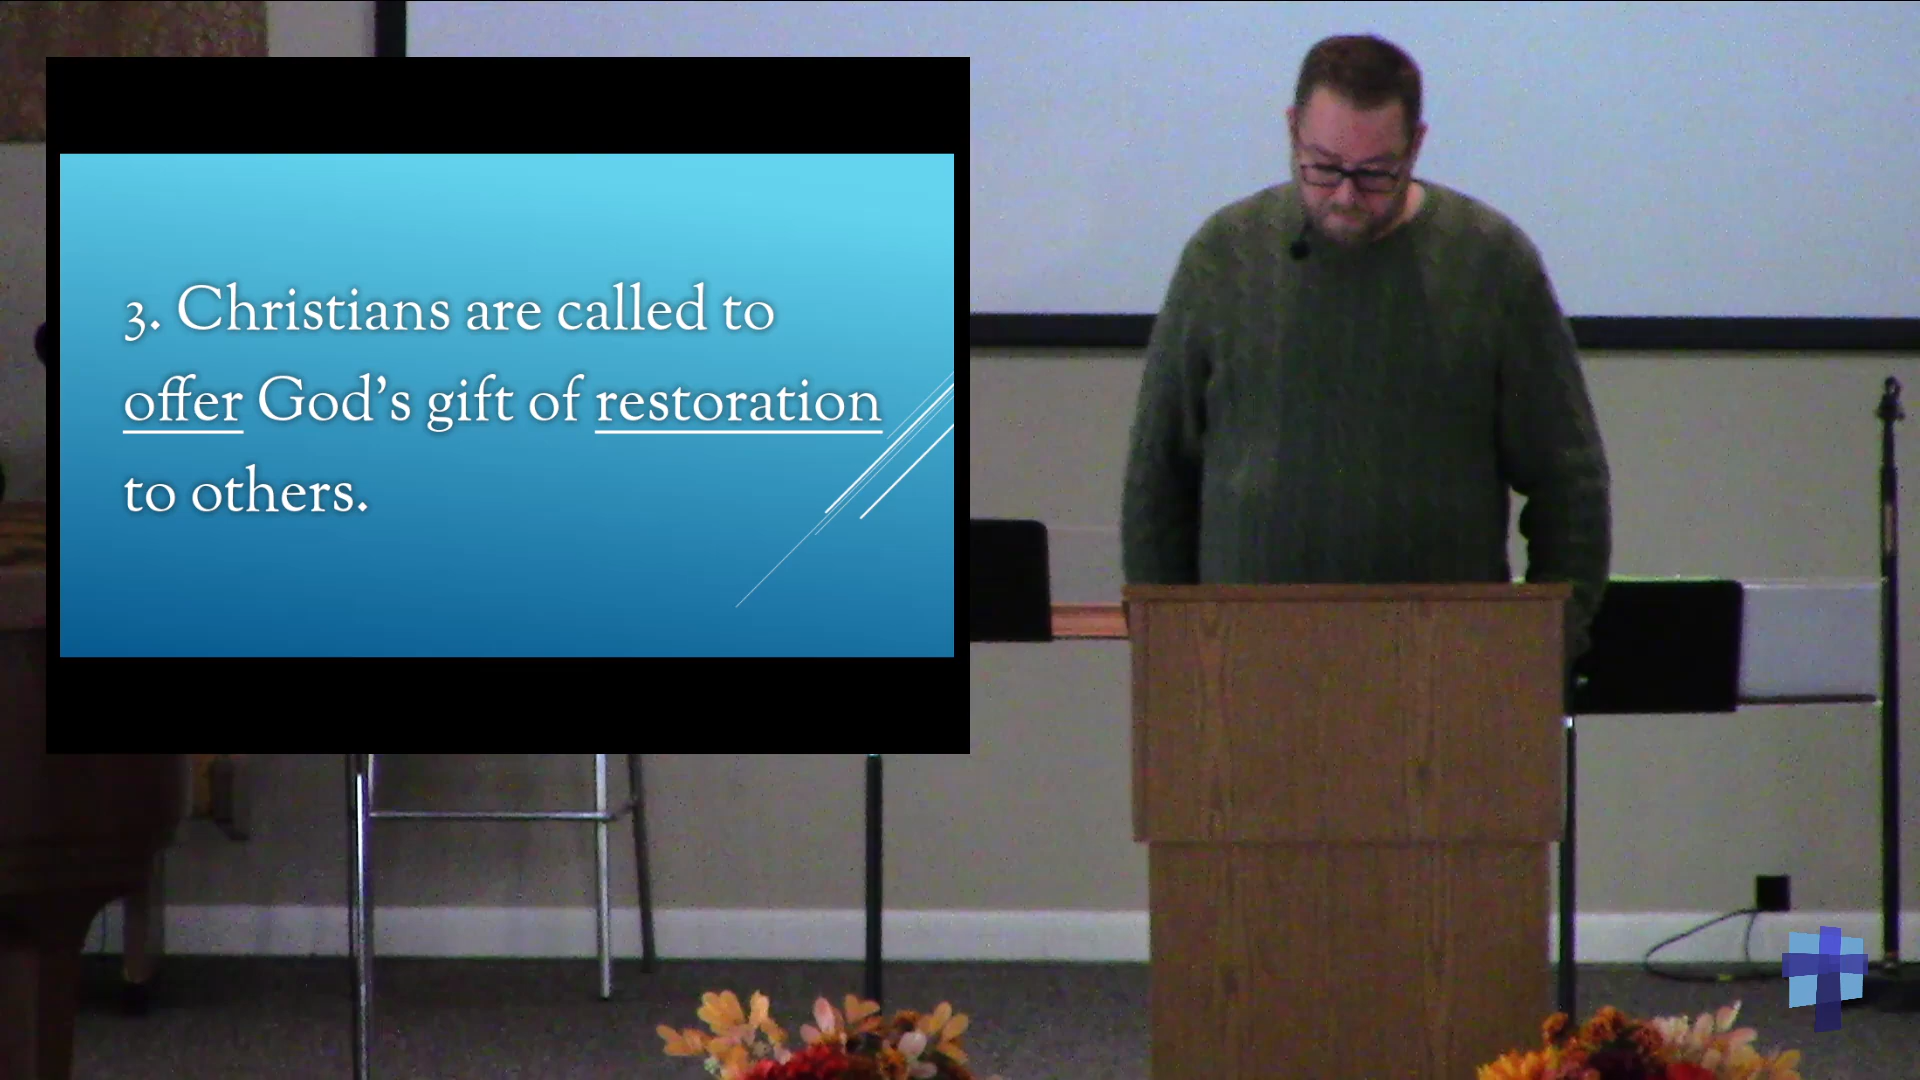 3. Christians are called to
offer God's gift of restoration
to others.